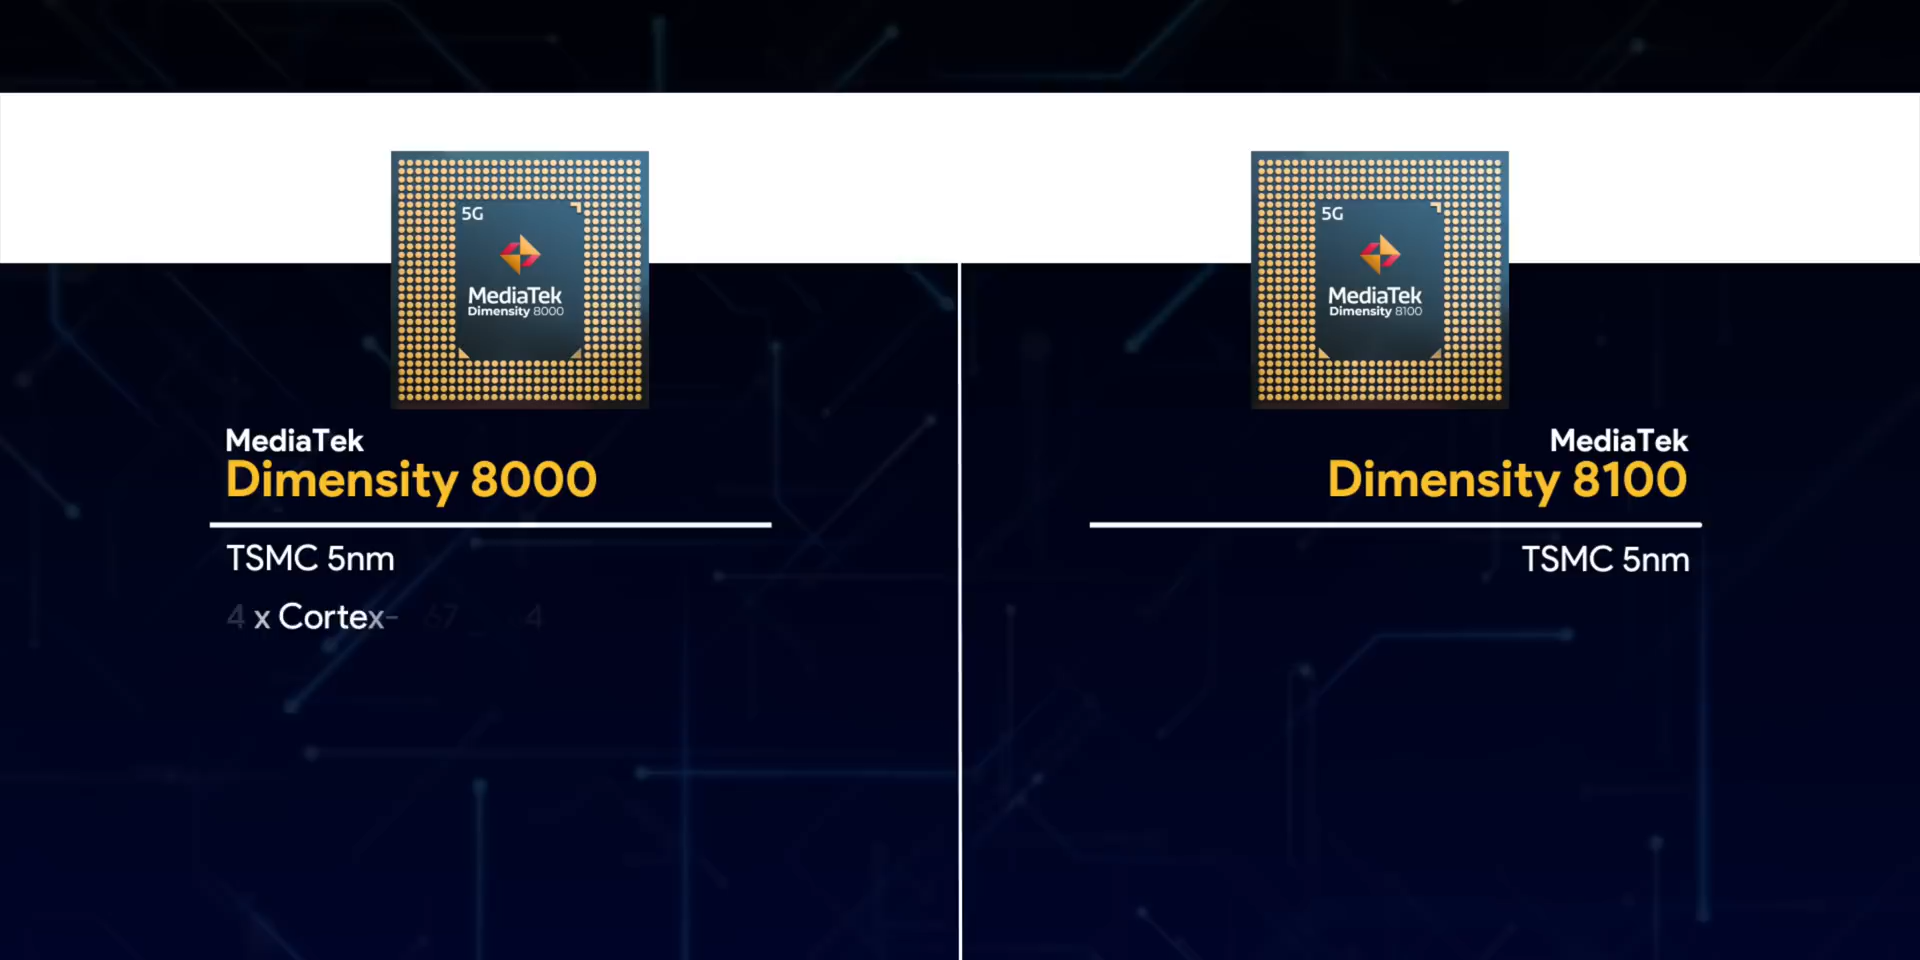 5G
MediaTek
Dimensity 8000
MediaTek
Dimensity 8000
TSMC 5nm
4 x Cortex-
5G
MediaTek
Dimensity 8100
MediaTek
Dimensity 8100
TSMC 5nm